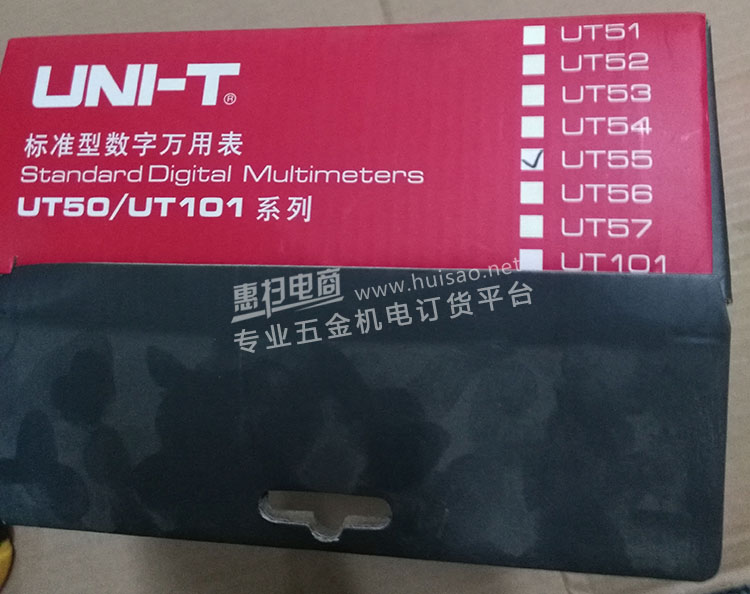 UNI-T®
标准型数字万用表
Standard Digital Multimeters
UT50/UT101 系列
UT51
UT52
UT53
UT54
UT55
UT56
UT57
UT101
惠扫电商 www.huisao.net
专业五金机电订货平台